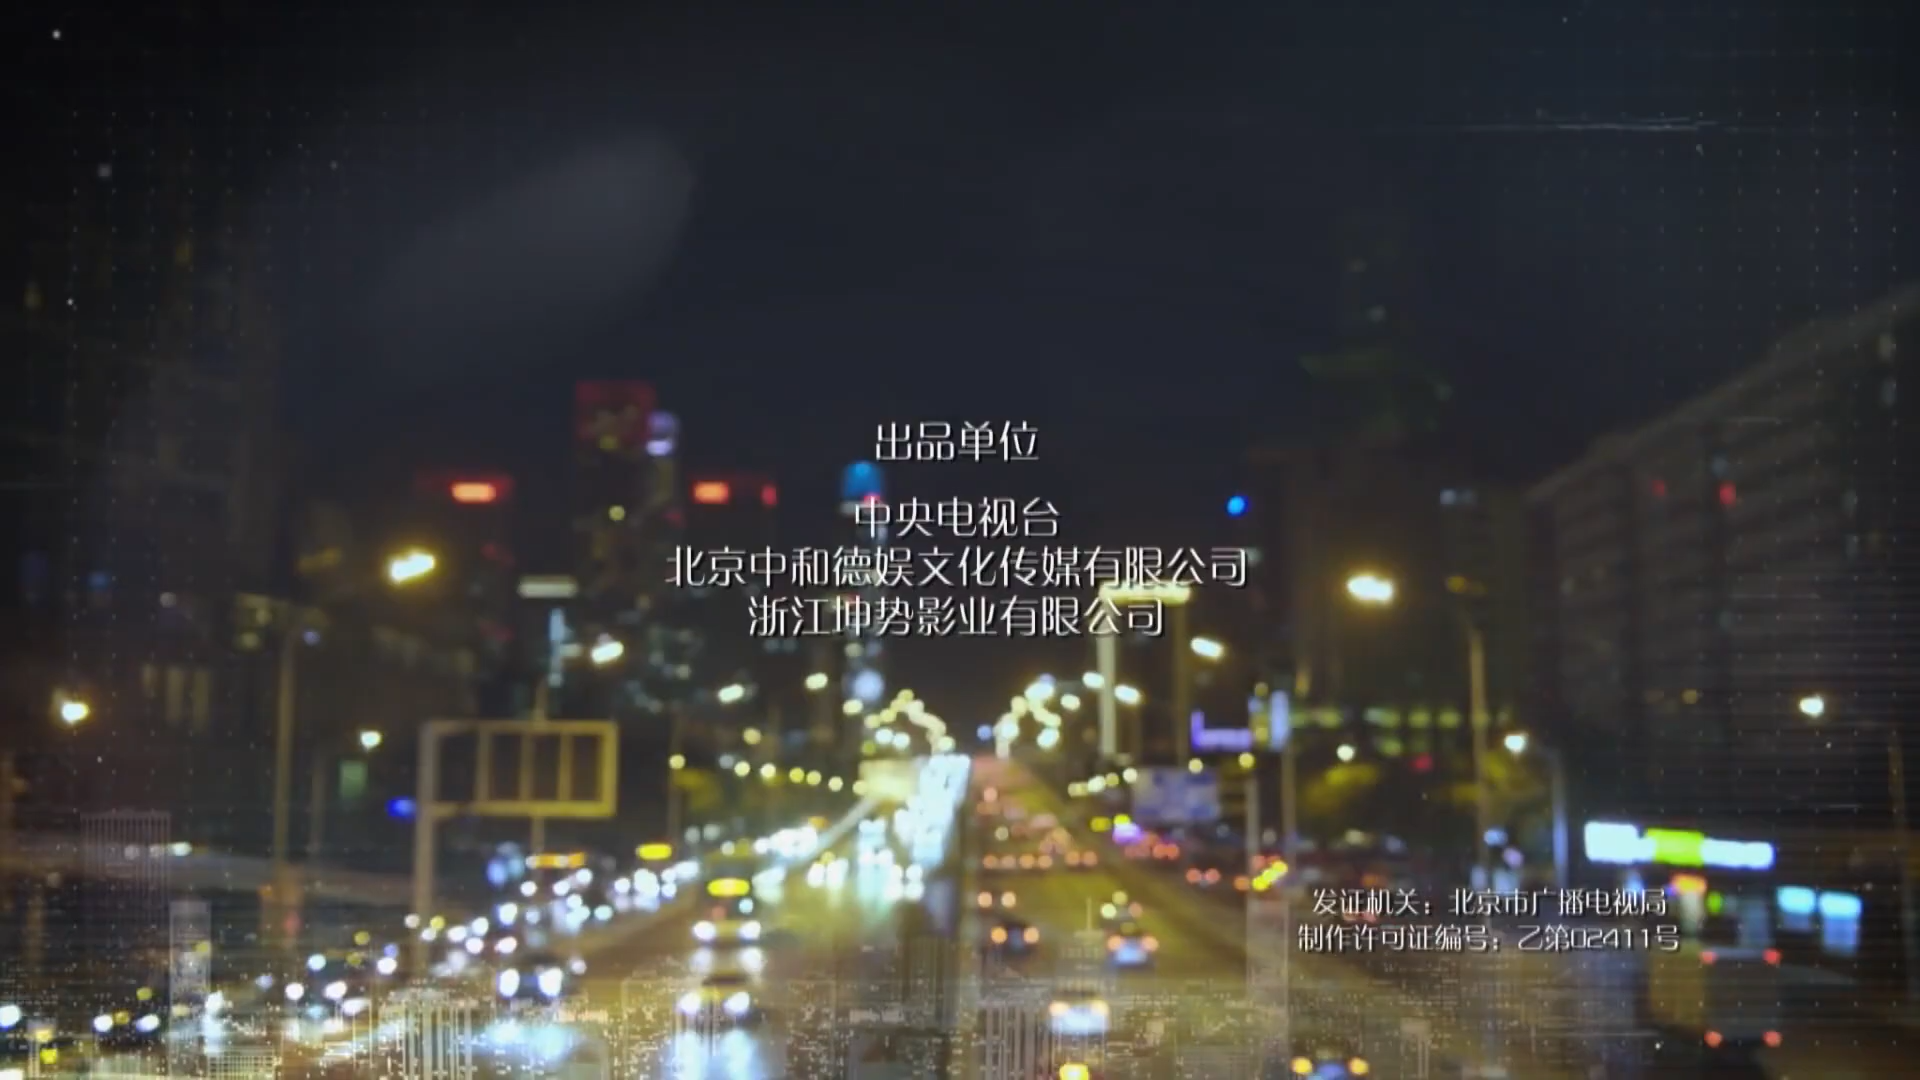 出品单位
中央电视台
北京中和德娱文化传媒有限公司
浙江坤势影业有限公司
发证机关：北京市广播电视局
制作许可证编号：乙第02411号